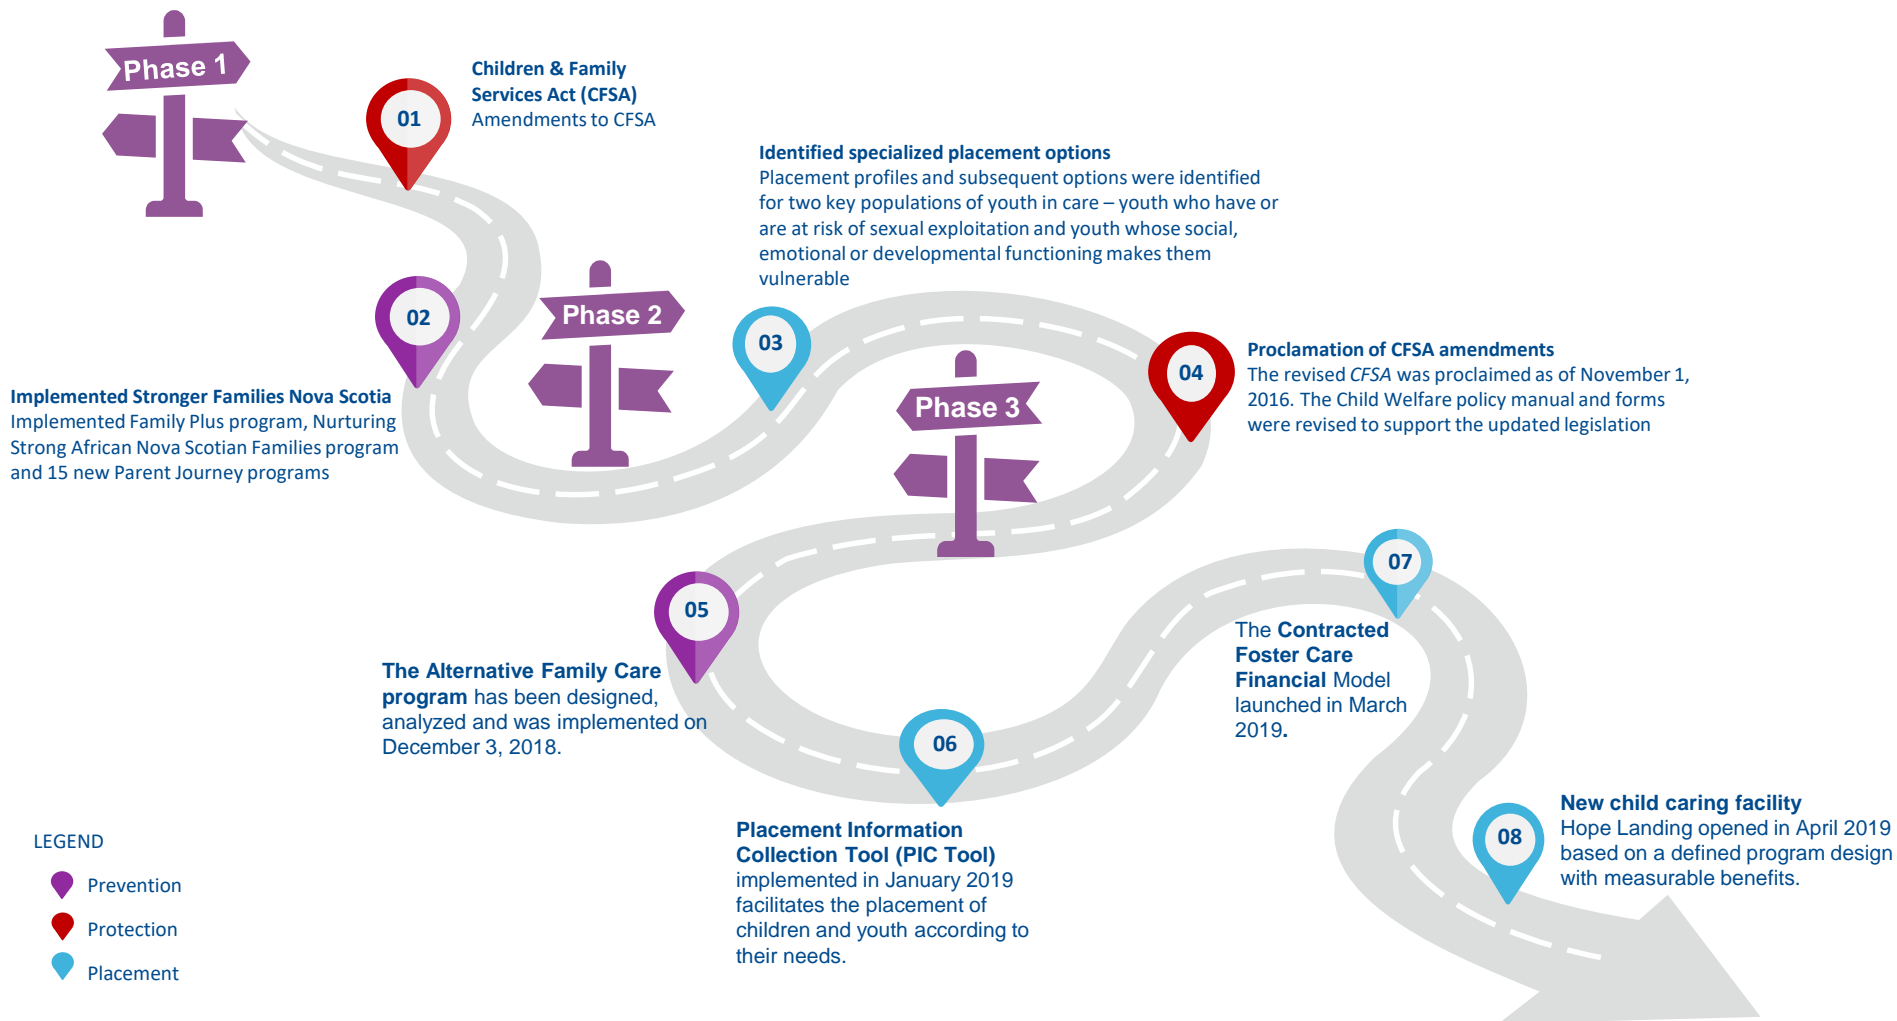 Phase 1
01
Children & Family
Services Act (CFSA)
Amendments to CFSA
02
Implemented Stronger Families Nova Scotia
Implemented Family Plus program, Nurturing
Strong African Nova Scotian Families program
and 15 new Parent Journey programs
Phase 2
03
Identified specialized placement options
Placement profiles and subsequent options were identified
for two key populations of youth in care – youth who have or
are at risk of sexual exploitation and youth whose social,
emotional or developmental functioning makes them
vulnerable
04
Proclamation of CFSA amendments
The revised CFSA was proclaimed as of November 1,
2016. The Child Welfare policy manual and forms
were revised to support the updated legislation
Phase 3
05
The Alternative Family Care
program has been designed,
analyzed and was implemented on
December 3, 2018.
06
Placement Information
Collection Tool (PIC Tool)
implemented in January 2019
facilitates the placement of
children and youth according to
their needs.
07
The Contracted
Foster Care
Financial Model
launched in March
2019.
08
New child caring facility
Hope Landing opened in April 2019
based on a defined program design
with measurable benefits.
LEGEND
Prevention
Protection
Placement